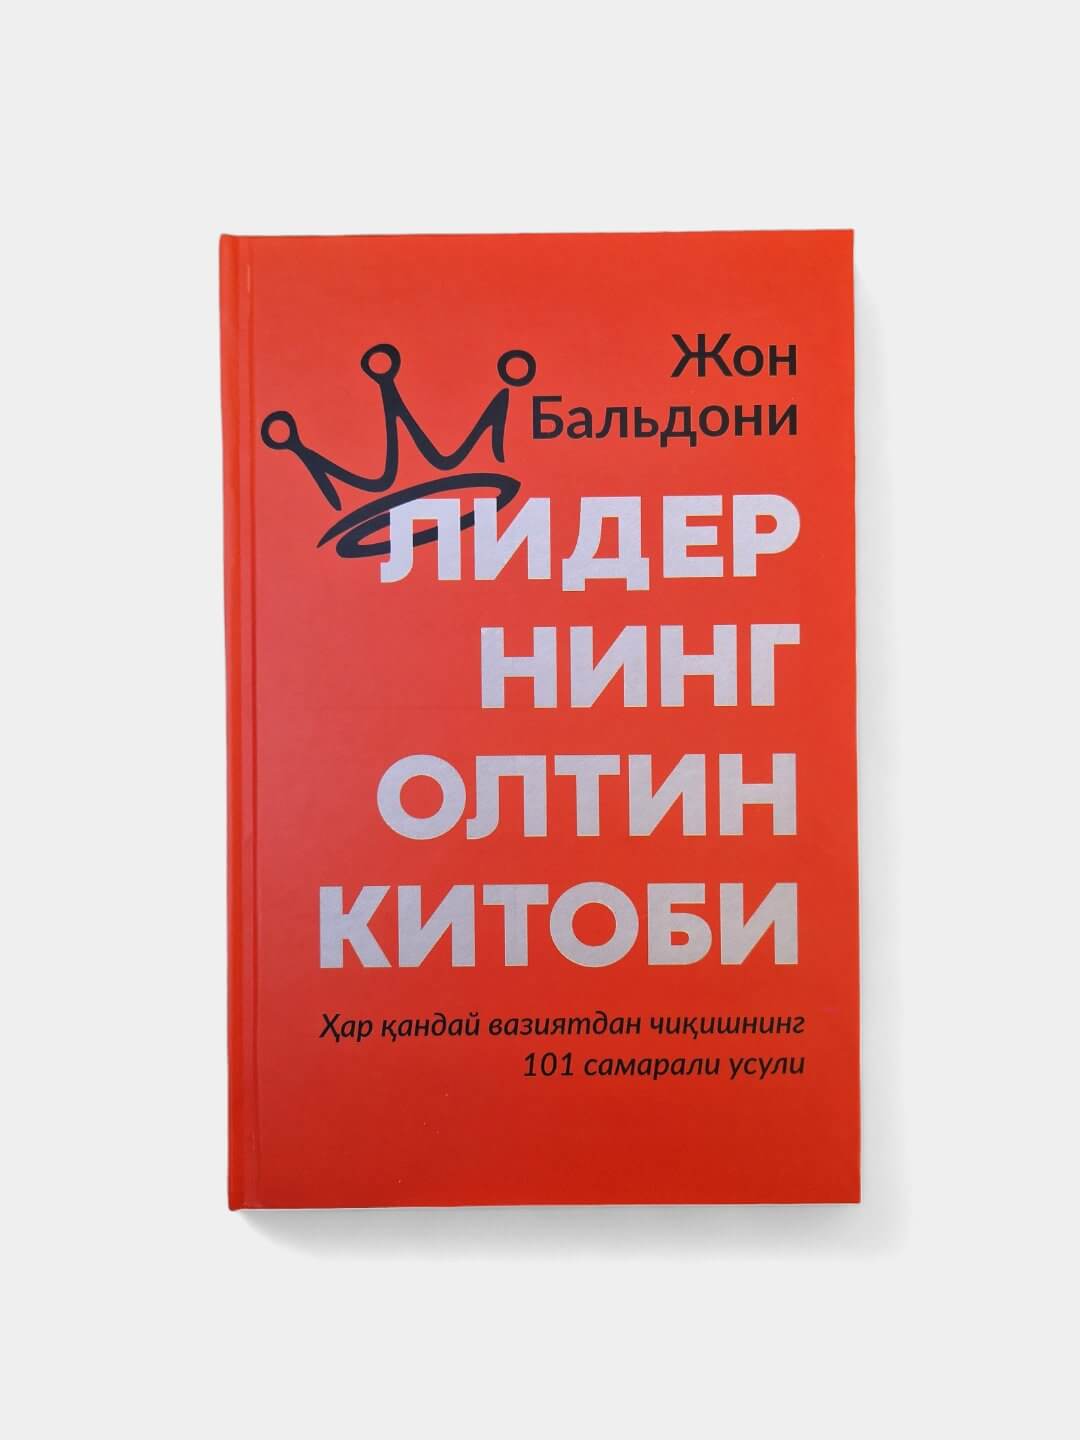 Жон
Бальдони
ЛИДЕР
НИНГ
ОЛТИН
КИТОБИ
Ҳар қандай вазиятдан чиқишнинг
101 самарали усули